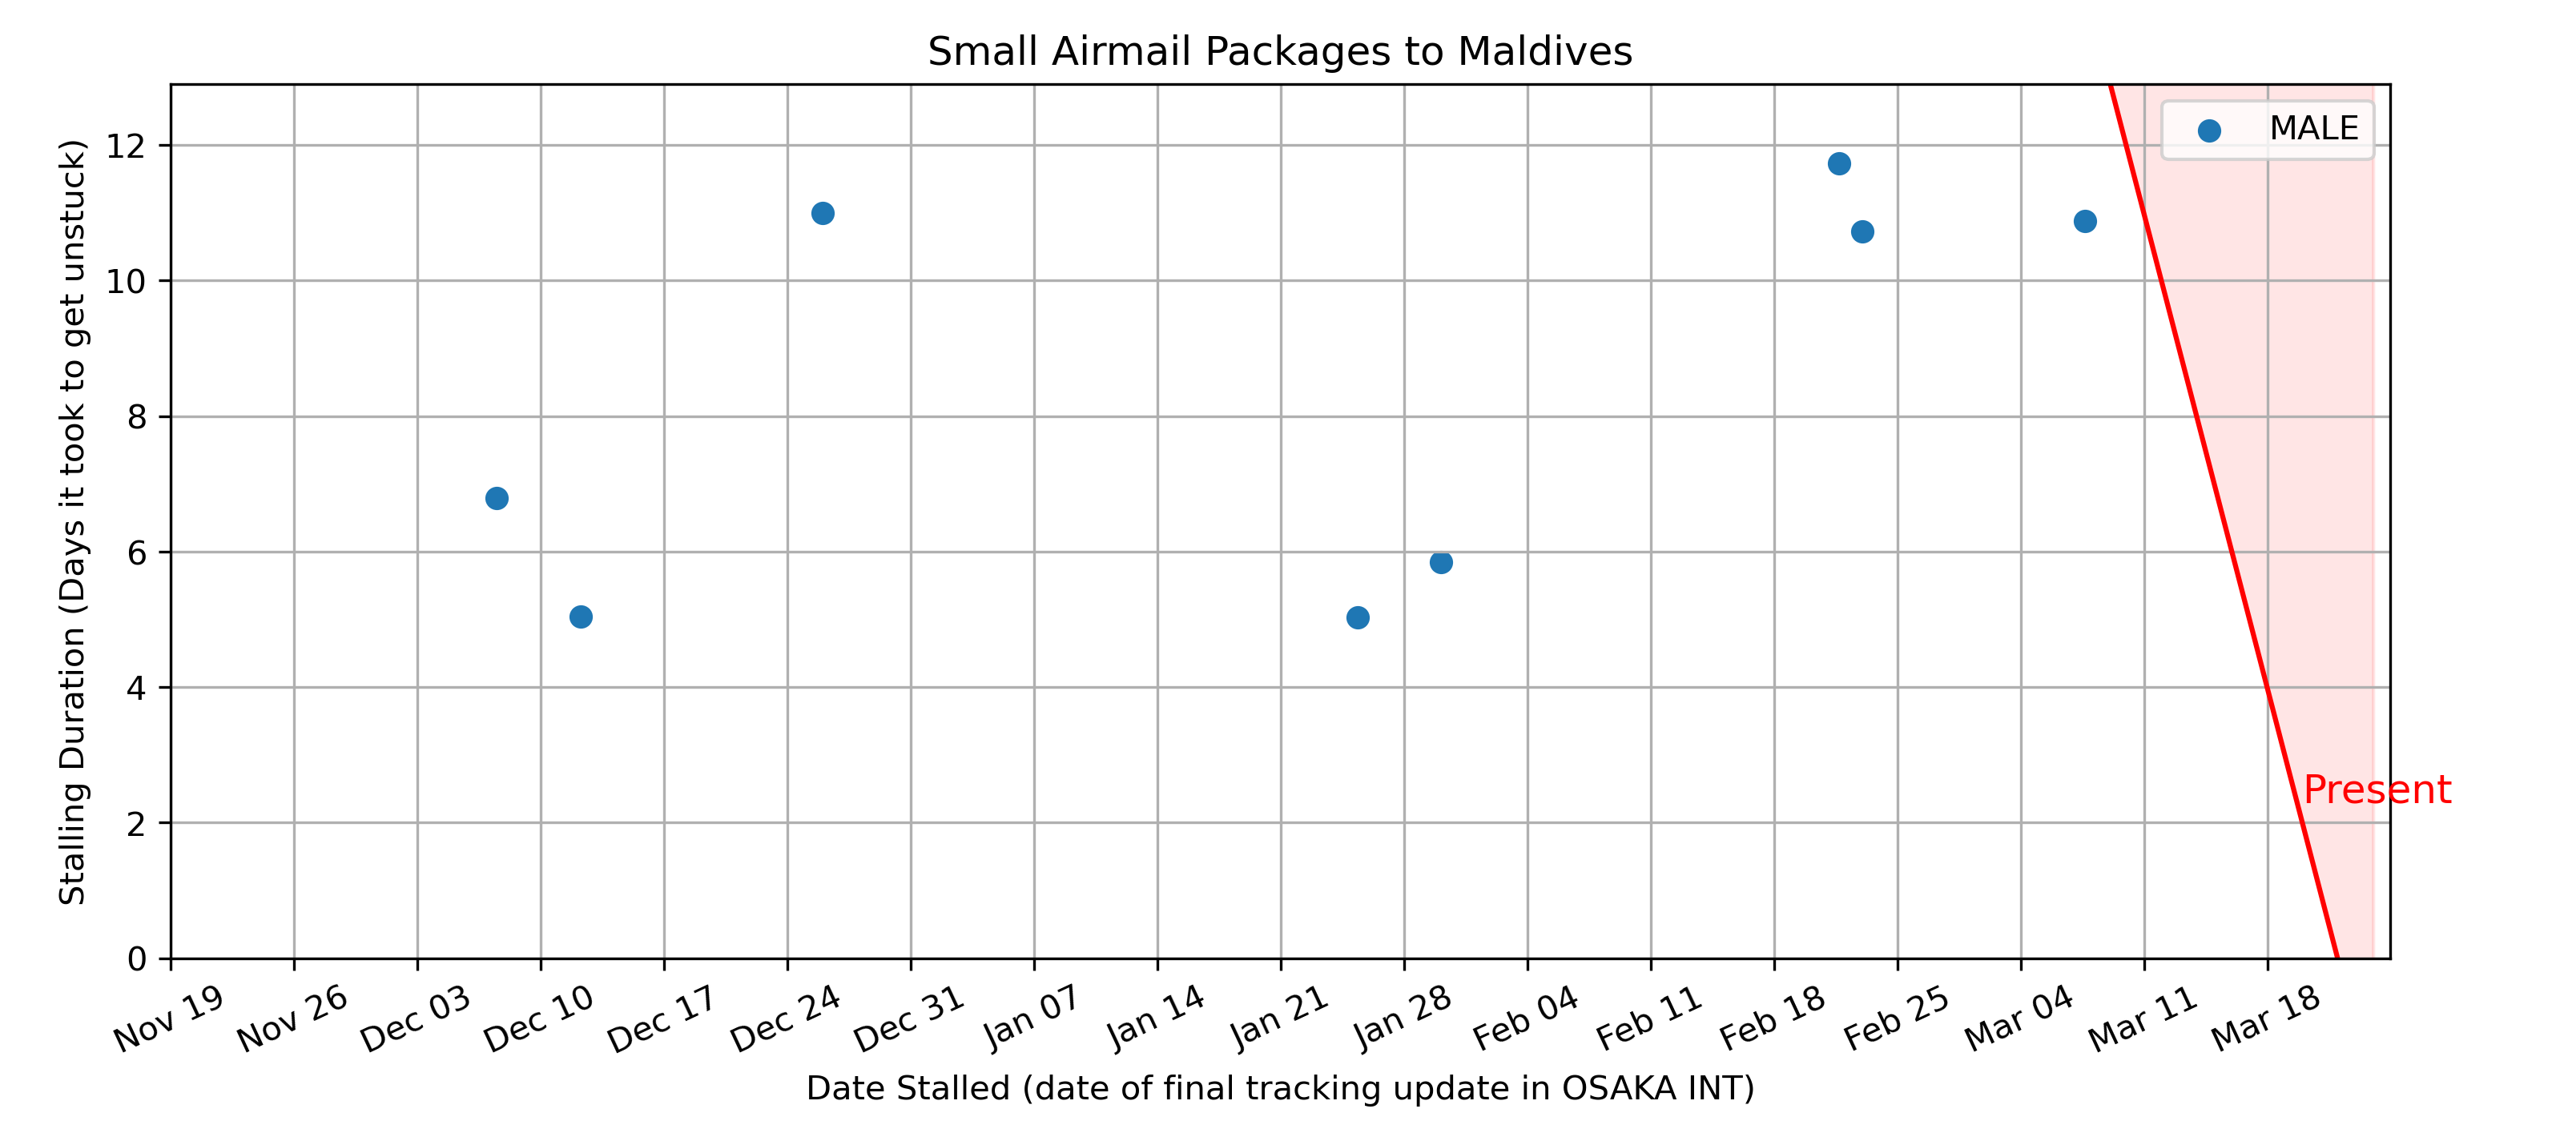 Small Airmail Packages to Maldives
MALE
Present
Stalling Duration (Days it took to get unstuck)
12
10
8
6
4
2
0
Nov 19
Nov 26
Dec 03
Dec 10
Dec 17
Dec 24
Dec 31
Jan 07
Jan 14
Jan 21
Jan 28
Feb 04
Feb 11
Feb 18
Feb 25
Mar 04
Mar 11
Mar 18
Date Stalled (date of final tracking update in OSAKA INT)